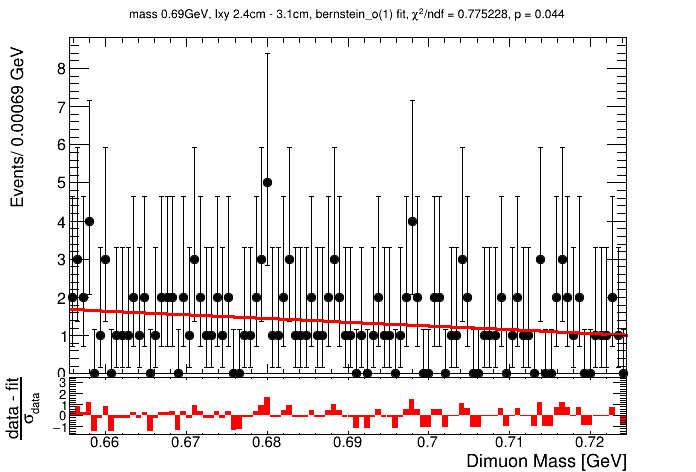 mass 0.69GeV, lxy 2.4cm - 3.1cm, bernstein_o(1) fit, χ²/ndf = 0.775228, p = 0.044
Events/ 0.00069 GeV
8
7
6
5
4
3
2
1
0
data - fit
σdata
3
2
1
0
−1
0.66 0.67 0.68 0.69 0.7 0.71 0.72
Dimuon Mass [GeV]